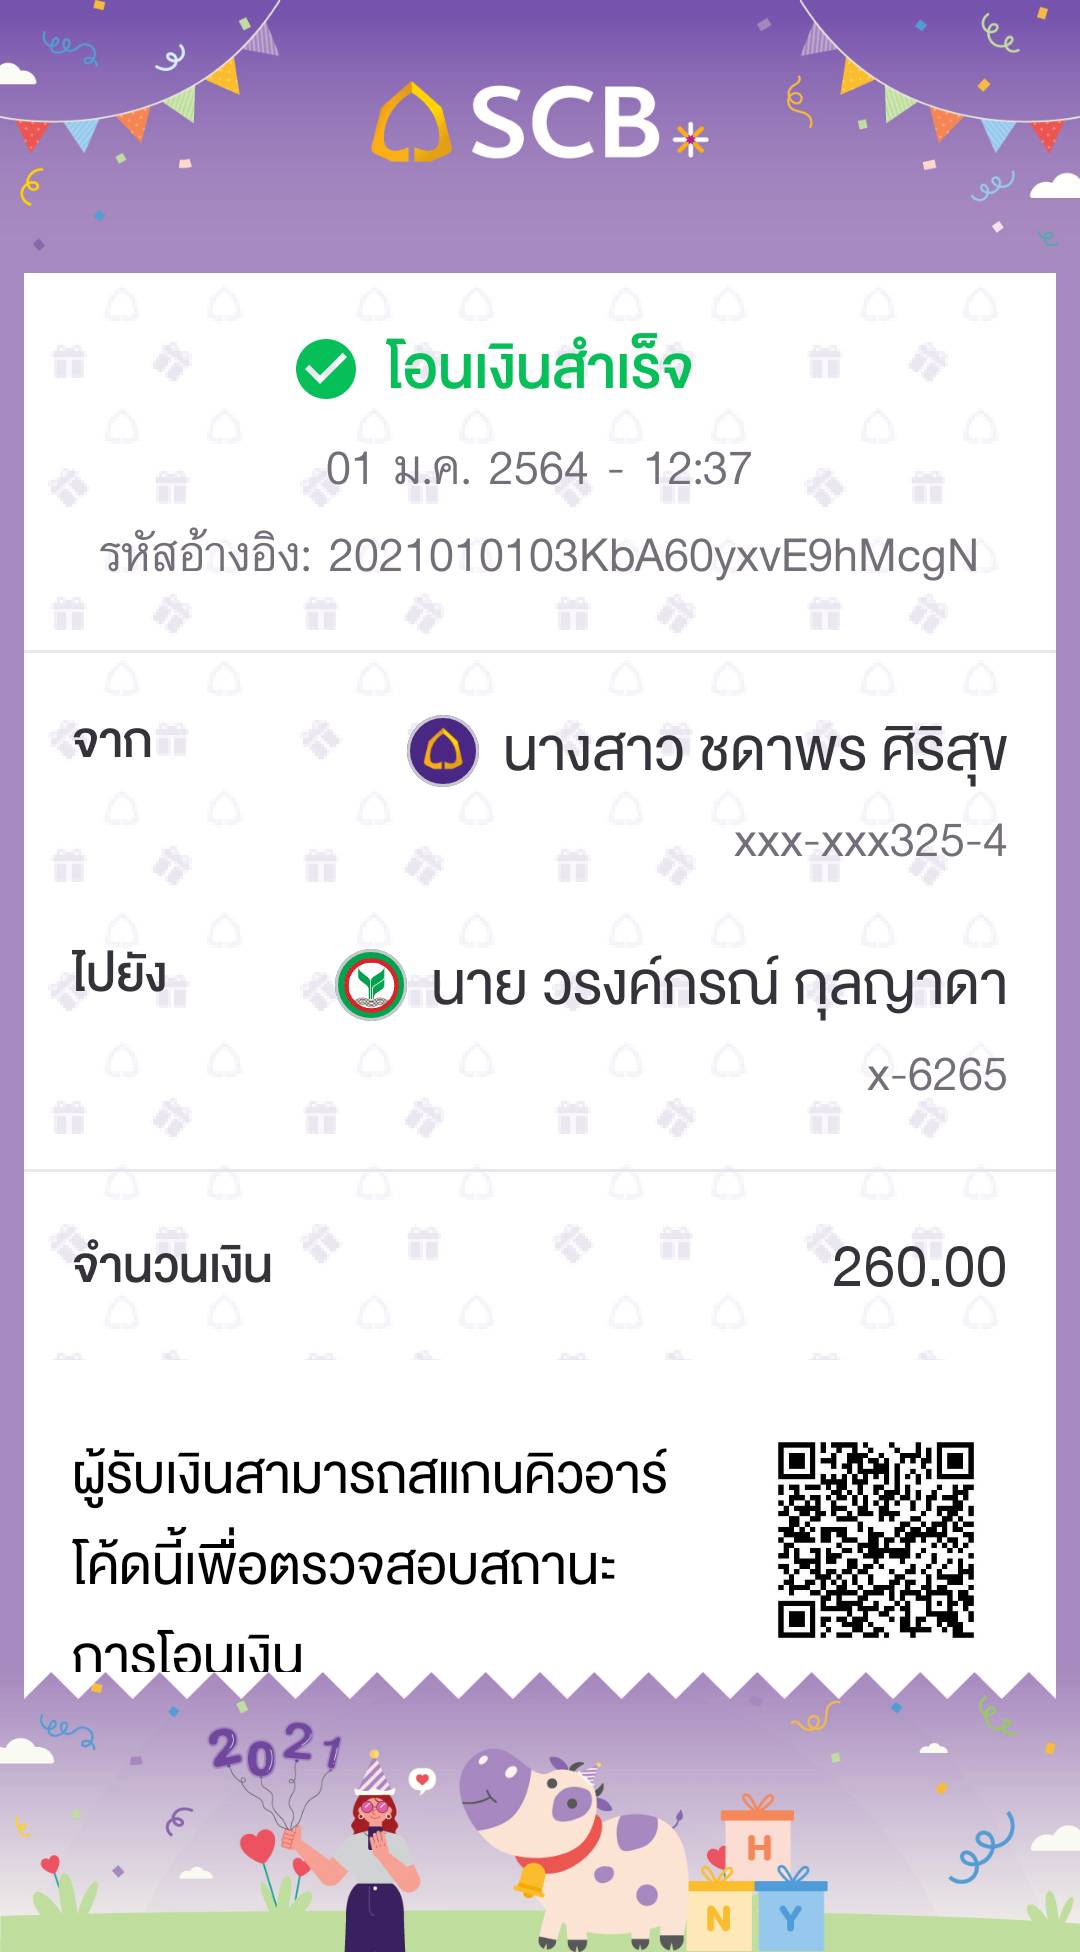 SCB
โอนเงินสำเร็จ
01 ม.ค. 2564 - 12:37
รหัสอ้างอิง: 2021010103KbA60yxvE9hMcgN
จาก
นางสาว ชดาพร ศิริสุข
xxx-xxx325-4
ไปยัง
นาย วรงค์กรณ์ กุลญาดา
x-6265
จำนวนเงิน
260.00
ผู้รับเงินสามารถสแกนคิวอาร์
โค้ดนี้เพื่อตรวจสอบสถานะ
การโอนเงิน
2021
H
N Y